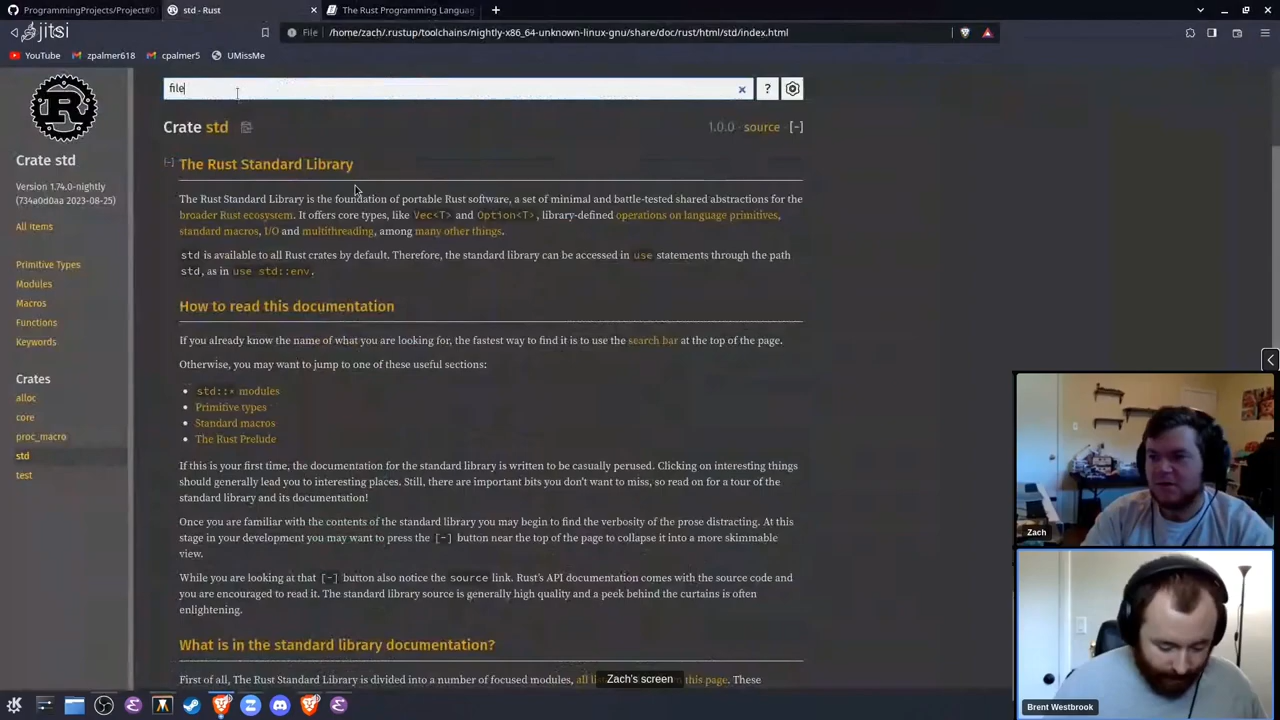 ProgrammingProjects/Project#0
std - Rust
The Rust Programming Langua
jitsi
File
/home/zach/.rustup/toolchains/nightly-x86_64-unknown-linux-gnu/share/doc/rust/html/std/index.html
YouTube
zpalmer618
cpalmer5
UMissMe
file
?
Crate std
1.0.0 · source [-]
Crate std
Version 1.74.0-nightly
(734a0d0aa 2023-08-25)
All Items
Primitive Types
Modules
Macros
Functions
Keywords
Crates
alloc
core
proc_macro
std
test
[-] The Rust Standard Library
The Rust Standard Library is the foundation of portable Rust software, a set of minimal and battle-tested shared abstractions for the
broader Rust ecosystem. It offers core types, like Vec<T> and Option<T>, library-defined operations on language primitives,
standard macros, I/O and multithreading, among many other things.
std is available to all Rust crates by default. Therefore, the standard library can be accessed in use statements through the path
std, as in use std::env.
How to read this documentation
If you already know the name of what you are looking for, the fastest way to find it is to use the search bar at the top of the page.
Otherwise, you may want to jump to one of these useful sections:
• std::* modules
• Primitive types
• Standard macros
• The Rust Prelude
If this is your first time, the documentation for the standard library is written to be casually perused. Clicking on interesting things
should generally lead you to interesting places. Still, there are important bits you don't want to miss, so read on for a tour of the
standard library and its documentation!
Once you are familiar with the contents of the standard library you may begin to find the verbosity of the prose distracting. At this
stage in your development you may want to press the [-] button near the top of the page to collapse it into a more skimmable
view.
While you are looking at that [-] button also notice the source link. Rust's API documentation comes with the source code and
you are encouraged to read it. The standard library source is generally high quality and a peek behind the curtains is often
enlightening.
What is in the standard library documentation?
First of all, The Rust Standard Library is divided into a number of focused modules, all this page. These
Zach's screen
Zach
Brent Westbrook